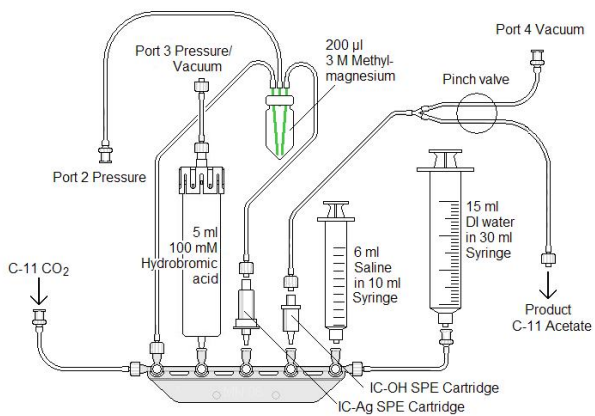 Port 4 Vacuum
Port 3 Pressure/
Vacuum
200 µl
3 M Methyl-
magnesium
Pinch valve
Port 2 Pressure
5 ml
100 mM
Hydrobromic
acid
6 ml
Saline
in 10 ml
Syringe
15 ml
DI water
in 30 ml
Syringe
C-11 CO2
Product
C-11 Acetate
IC-OH SPE Cartridge
IC-Ag SPE Cartridge